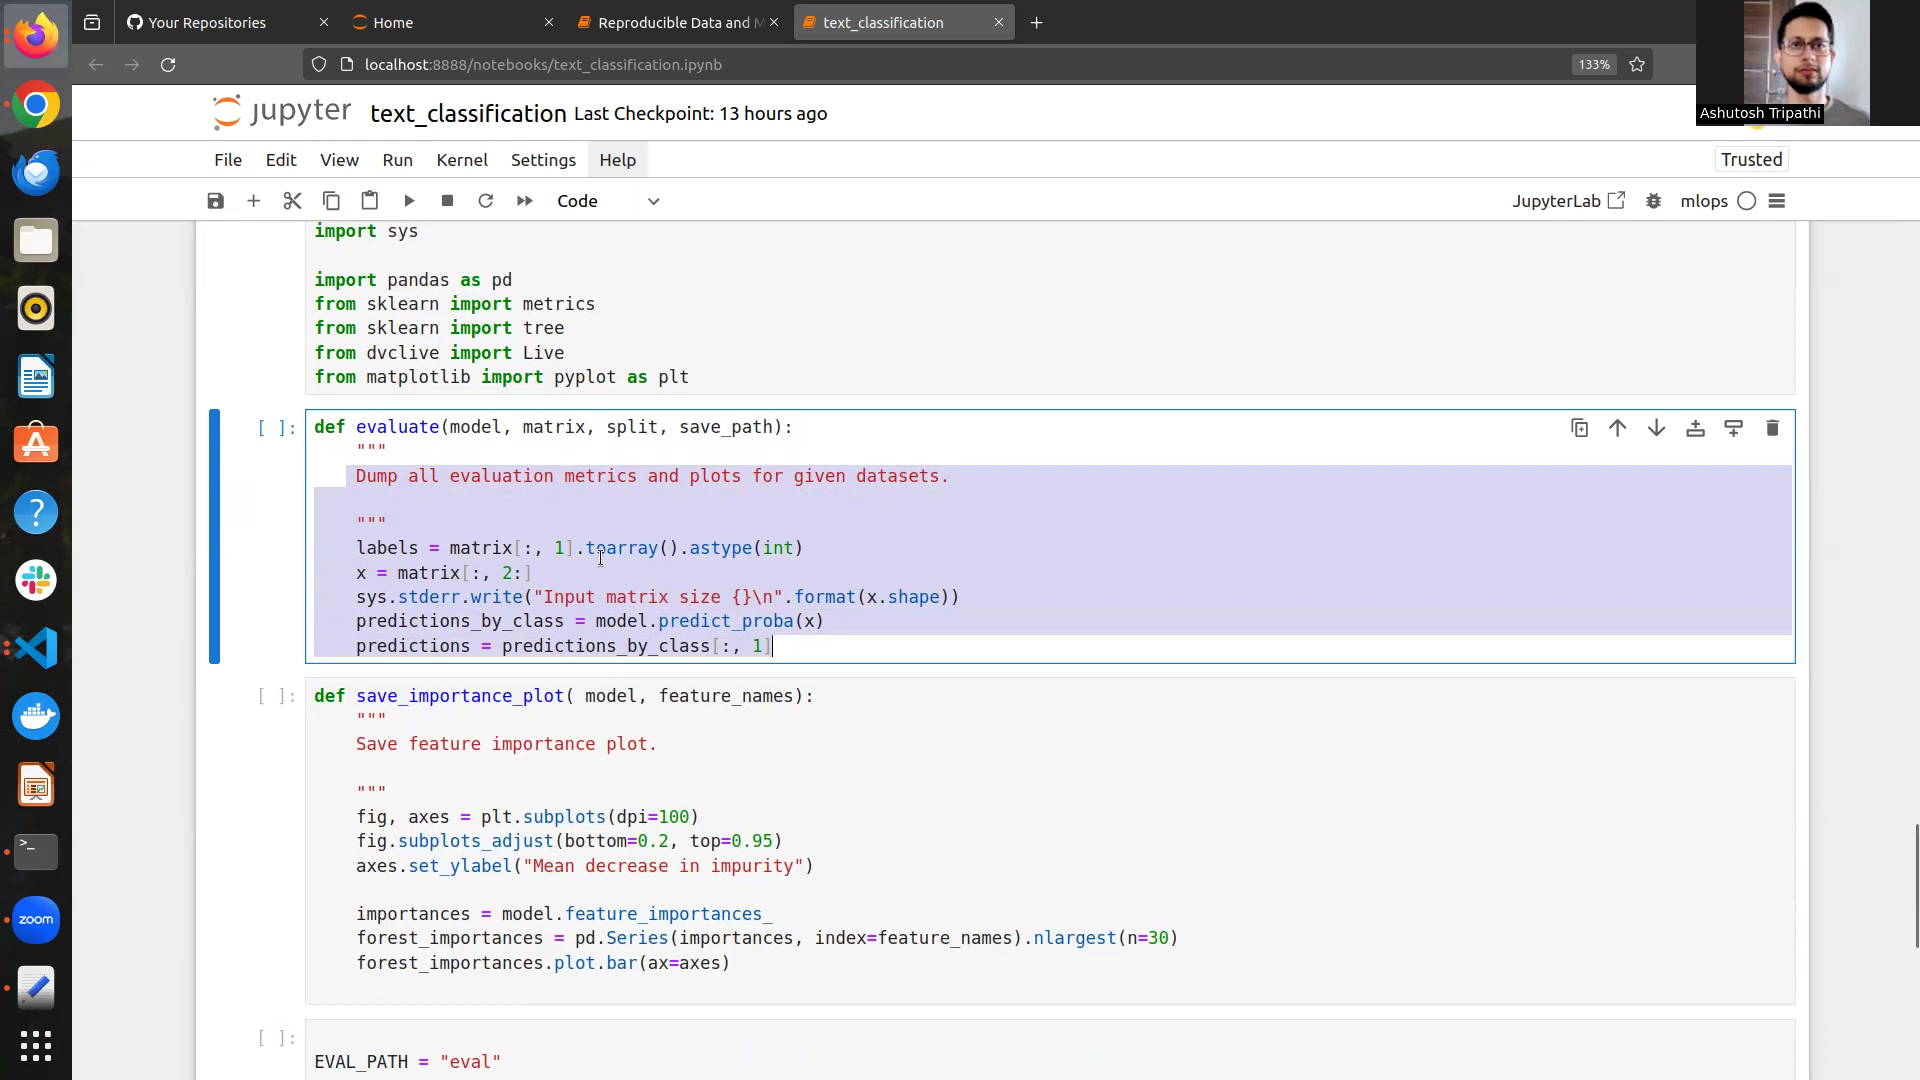 Your Repositories
Home
Reproducible Data and M
text_classification
localhost:8888/notebooks/text_classification.ipynb
133%
Ashutosh Tripathi
jupyter text_classification Last Checkpoint: 13 hours ago
File Edit View Run Kernel Settings Help
Trusted
Code
JupyterLab
mlops
import sys
import pandas as pd
from sklearn import metrics
from sklearn import tree
from dvclive import Live
from matplotlib import pyplot as plt
[ ]:
def evaluate(model, matrix, split, save_path):
"""
Dump all evaluation metrics and plots for given datasets.
"""
labels = matrix[:, 1].toarray().astype(int)
x = matrix[:, 2:]
sys.stderr.write("Input matrix size {}\n".format(x.shape))
predictions_by_class = model.predict_proba(x)
predictions = predictions_by_class[:, 1]
[ ]:
def save_importance_plot( model, feature_names):
"""
Save feature importance plot.
"""
fig, axes = plt.subplots(dpi=100)
fig.subplots_adjust(bottom=0.2, top=0.95)
axes.set_ylabel("Mean decrease in impurity")
importances = model.feature_importances_
forest_importances = pd.Series(importances, index=feature_names).nlargest(n=30)
forest_importances.plot.bar(ax=axes)
[ ]:
EVAL_PATH = "eval"
zoom